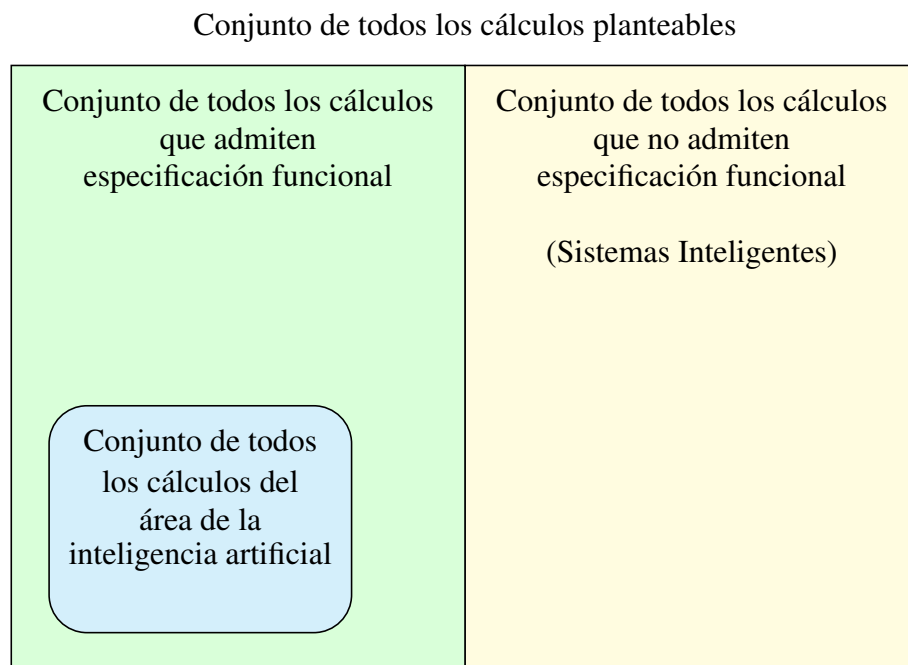 Conjunto de todos los cálculos planteables
Conjunto de todos los cálculos
que admiten
especificación funcional
Conjunto de todos los cálculos
que no admiten
especificación funcional
(Sistemas Inteligentes)
Conjunto de todos
los cálculos del
área de la
inteligencia artificial